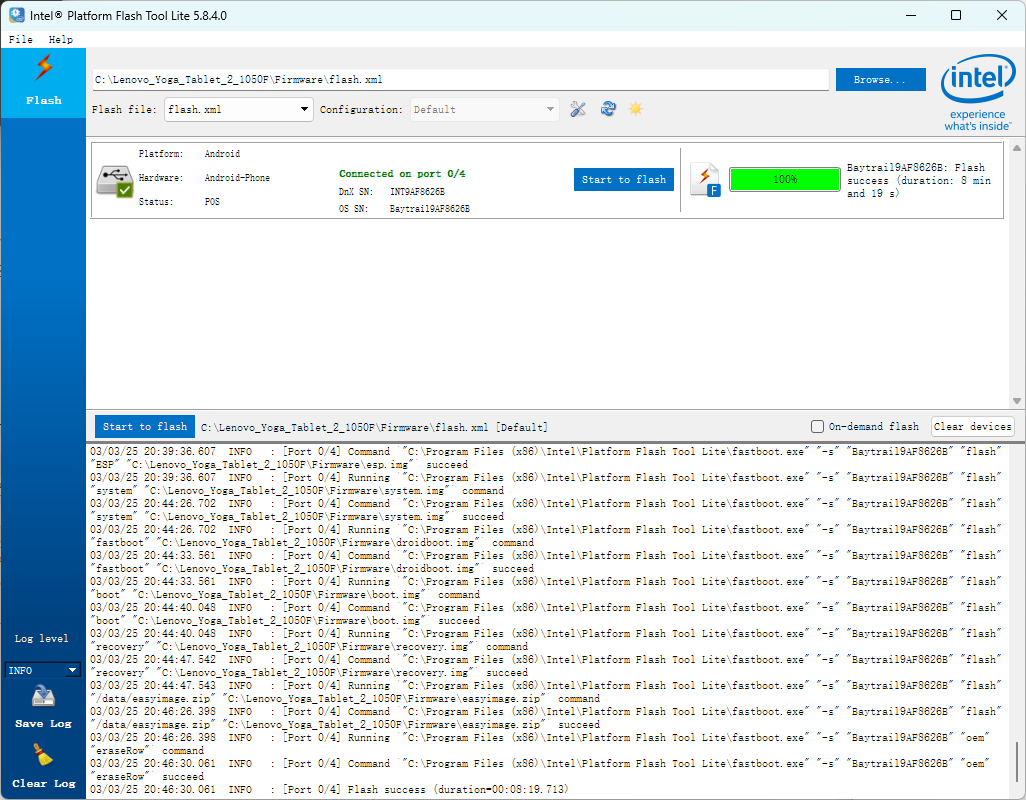 Intel® Platform Flash Tool Lite 5.8.4.0
File Help
Flash
C:\Lenovo_Yoga_Tablet_2_1050F\Firmware\flash.xml
Browse...
Flash file: flash.xml Configuration: Default
intel
experience
what's inside™
Platform: Android
Hardware: Android-Phone
Status: POS
Connected on port 0/4
DnX SN: INT9AF8626B
OS SN: Baytrail9AF8626B
Start to flash
F
100%
Baytrail9AF8626B: Flash
success (duration: 8 min
and 19 s)
Start to flash C:\Lenovo_Yoga_Tablet_2_1050F\Firmware\flash.xml [Default] On-demand flash Clear devices
03/03/25 20:39:36.607 INFO : [Port 0/4] Command `"C:\Program Files (x86)\Intel\Platform Flash Tool Lite\fastboot.exe" "-s" "Baytrail9AF8626B" "flash"
"ESP" "C:\Lenovo_Yoga_Tablet_2_1050F\Firmware\esp.img"` succeed
03/03/25 20:39:36.607 INFO : [Port 0/4] Running `"C:\Program Files (x86)\Intel\Platform Flash Tool Lite\fastboot.exe" "-s" "Baytrail9AF8626B" "flash"
"system" "C:\Lenovo_Yoga_Tablet_2_1050F\Firmware\system.img"` command
03/03/25 20:44:26.702 INFO : [Port 0/4] Command `"C:\Program Files (x86)\Intel\Platform Flash Tool Lite\fastboot.exe" "-s" "Baytrail9AF8626B" "flash"
"system" "C:\Lenovo_Yoga_Tablet_2_1050F\Firmware\system.img"` succeed
03/03/25 20:44:26.702 INFO : [Port 0/4] Running `"C:\Program Files (x86)\Intel\Platform Flash Tool Lite\fastboot.exe" "-s" "Baytrail9AF8626B" "flash"
"fastboot" "C:\Lenovo_Yoga_Tablet_2_1050F\Firmware\droidboot.img"` command
03/03/25 20:44:33.561 INFO : [Port 0/4] Command `"C:\Program Files (x86)\Intel\Platform Flash Tool Lite\fastboot.exe" "-s" "Baytrail9AF8626B" "flash"
"fastboot" "C:\Lenovo_Yoga_Tablet_2_1050F\Firmware\droidboot.img"` succeed
03/03/25 20:44:33.561 INFO : [Port 0/4] Running `"C:\Program Files (x86)\Intel\Platform Flash Tool Lite\fastboot.exe" "-s" "Baytrail9AF8626B" "flash"
"boot" "C:\Lenovo_Yoga_Tablet_2_1050F\Firmware\boot.img"` command
03/03/25 20:44:40.048 INFO : [Port 0/4] Command `"C:\Program Files (x86)\Intel\Platform Flash Tool Lite\fastboot.exe" "-s" "Baytrail9AF8626B" "flash"
"boot" "C:\Lenovo_Yoga_Tablet_2_1050F\Firmware\boot.img"` succeed
03/03/25 20:44:40.048 INFO : [Port 0/4] Running `"C:\Program Files (x86)\Intel\Platform Flash Tool Lite\fastboot.exe" "-s" "Baytrail9AF8626B" "flash"
"recovery" "C:\Lenovo_Yoga_Tablet_2_1050F\Firmware\recovery.img"` command
03/03/25 20:44:47.542 INFO : [Port 0/4] Command `"C:\Program Files (x86)\Intel\Platform Flash Tool Lite\fastboot.exe" "-s" "Baytrail9AF8626B" "flash"
"recovery" "C:\Lenovo_Yoga_Tablet_2_1050F\Firmware\recovery.img"` succeed
03/03/25 20:44:47.543 INFO : [Port 0/4] Running `"C:\Program Files (x86)\Intel\Platform Flash Tool Lite\fastboot.exe" "-s" "Baytrail9AF8626B" "flash"
"/data/easyimage.zip" "C:\Lenovo_Yoga_Tablet_2_1050F\Firmware\easyimage.zip"` command
03/03/25 20:46:26.398 INFO : [Port 0/4] Command `"C:\Program Files (x86)\Intel\Platform Flash Tool Lite\fastboot.exe" "-s" "Baytrail9AF8626B" "flash"
"/data/easyimage.zip" "C:\Lenovo_Yoga_Tablet_2_1050F\Firmware\easyimage.zip"` succeed
03/03/25 20:46:26.398 INFO : [Port 0/4] Running `"C:\Program Files (x86)\Intel\Platform Flash Tool Lite\fastboot.exe" "-s" "Baytrail9AF8626B" "oem"
"eraseRow"` command
03/03/25 20:46:30.061 INFO : [Port 0/4] Command `"C:\Program Files (x86)\Intel\Platform Flash Tool Lite\fastboot.exe" "-s" "Baytrail9AF8626B" "oem"
"eraseRow"` succeed
03/03/25 20:46:30.061 INFO : [Port 0/4] Flash success (duration=00:08:19.713)
Log level
INFO
Save Log
Clear Log